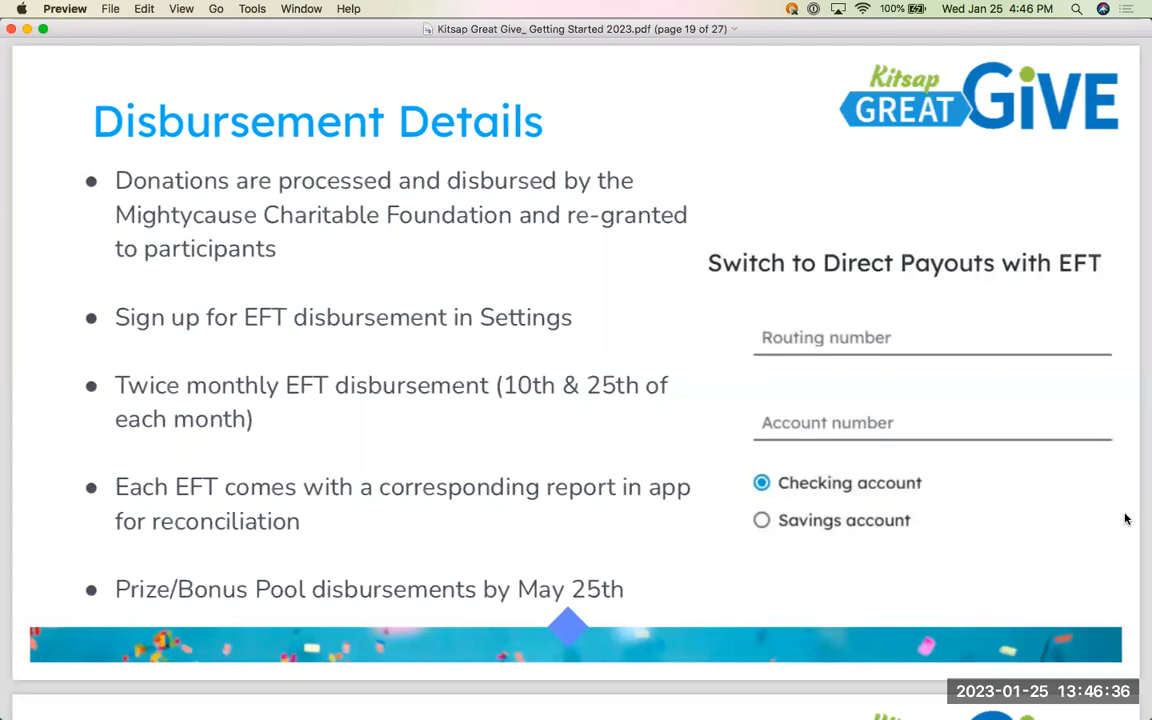 Preview File Edit View Go Tools Window Help 100% Wed Jan 25 4:46 PM
Kitsap Great Give_ Getting Started 2023.pdf (page 19 of 27)
Kitsap
GREAT GiVE
Disbursement Details
● Donations are processed and disbursed by the
Mightycause Charitable Foundation and re-granted
to participants
Switch to Direct Payouts with EFT
● Sign up for EFT disbursement in Settings
Routing number
● Twice monthly EFT disbursement (10th & 25th of
each month)
Account number
● Each EFT comes with a corresponding report in app
for reconciliation
Checking account
Savings account
● Prize/Bonus Pool disbursements by May 25th
2023-01-25 13:46:36